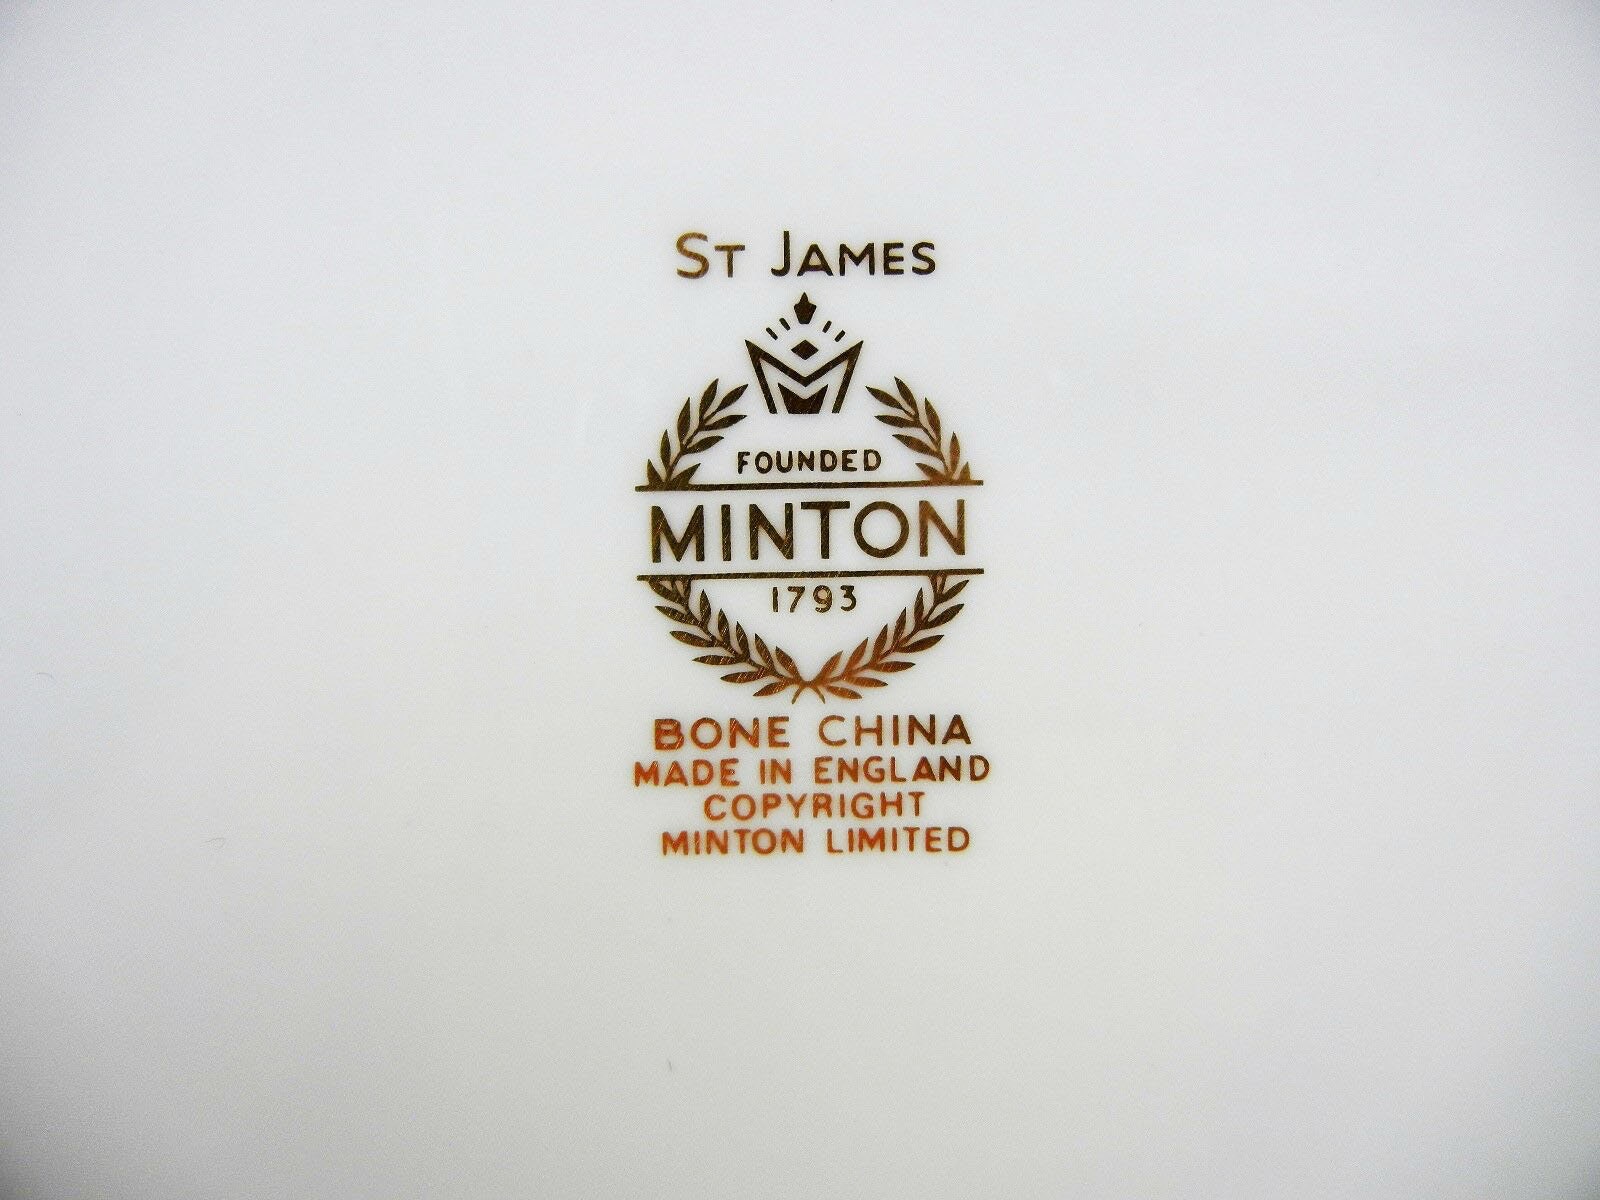 ST JAMES
FOUNDED
MINTON
1793
BONE CHINA
MADE IN ENGLAND
COPYRIGHT
MINTON LIMITED